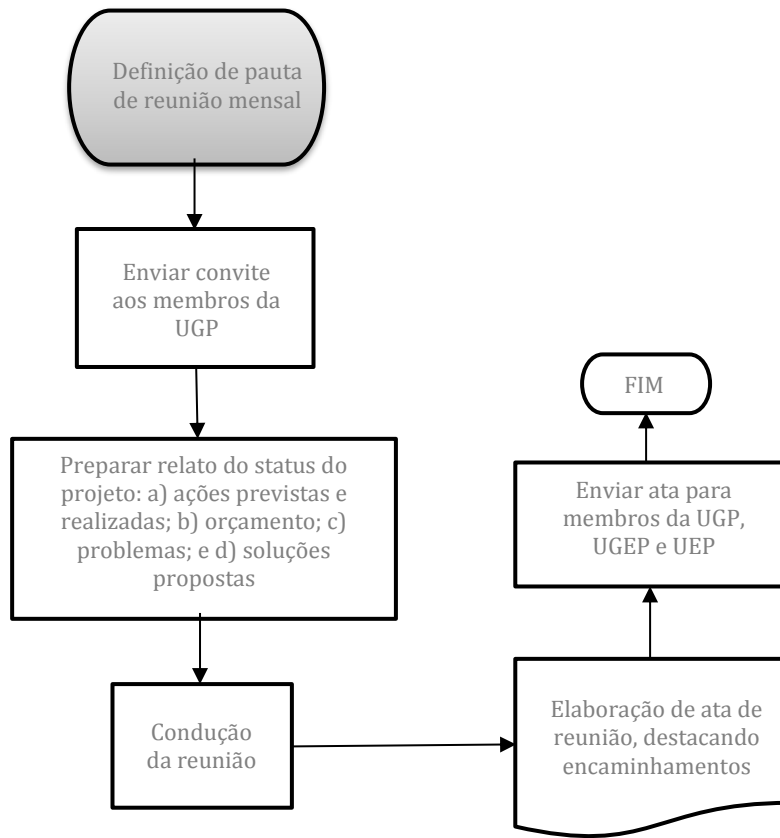 Definição de pauta
de reunião mensal
Enviar convite
aos membros da
UGP
Preparar relato do status do
projeto: a) ações previstas e
realizadas; b) orçamento; c)
problemas; e d) soluções
propostas
Condução
da reunião
Elaboração de ata de
reunião, destacando
encaminhamentos
Enviar ata para
membros da UGP,
UGEP e UEP
FIM